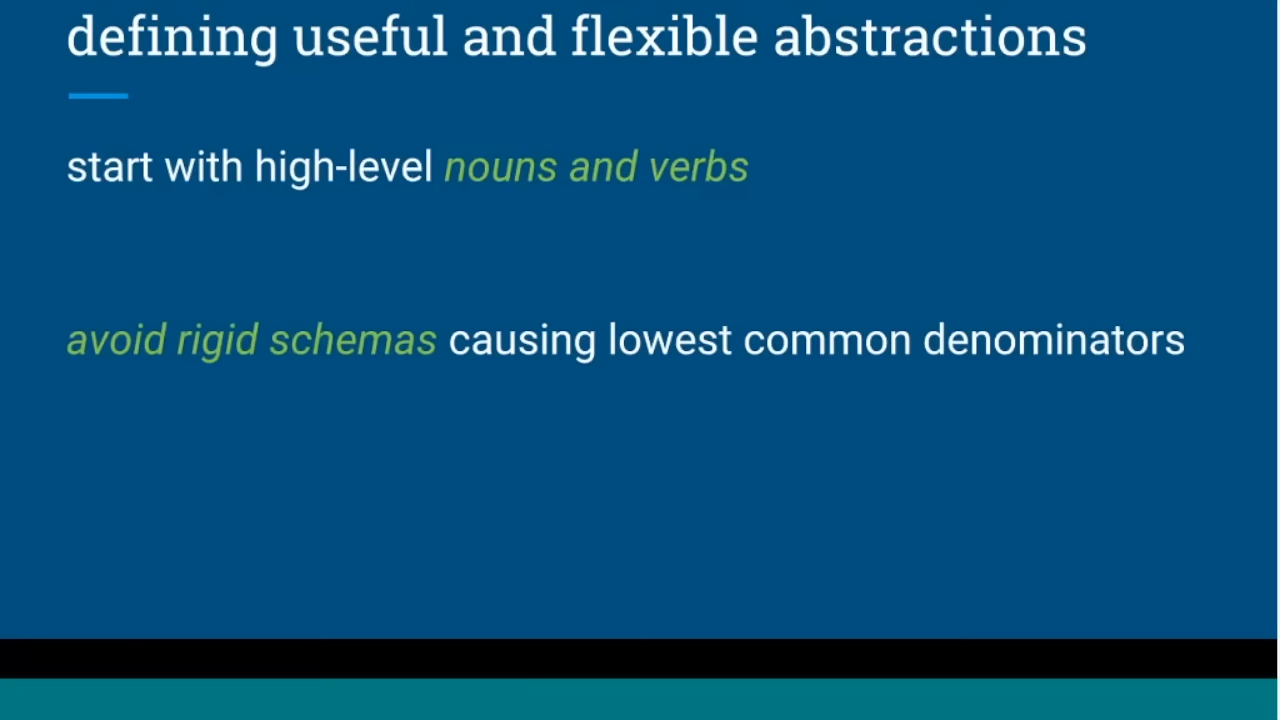 defining useful and flexible abstractions
start with high-level nouns and verbs
avoid rigid schemas causing lowest common denominators